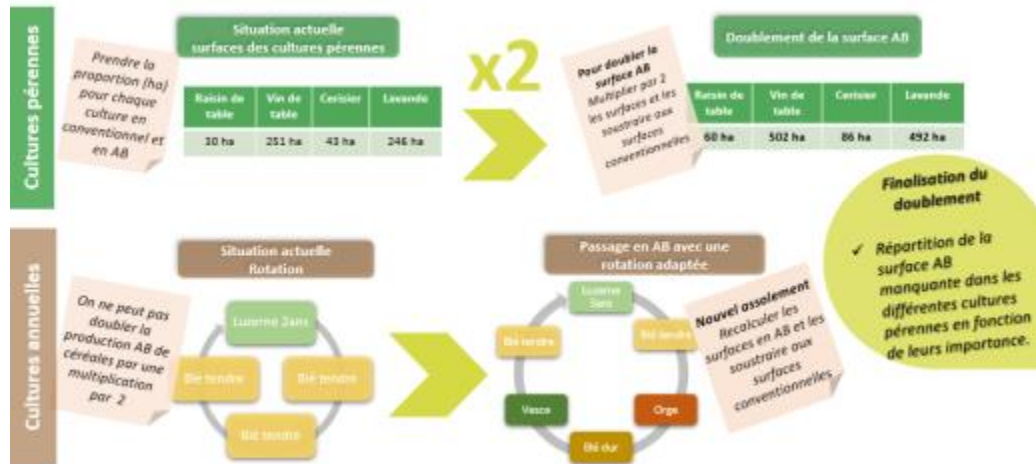 Cultures pérennes
Situation actuelle
surfaces des cultures pérennes
Prendre la
proportion (ha)
pour chaque
culture en
conventionnel et
en AB
Raisin de
table
Vin de
table
Cerisier
Lavande
30 ha
251 ha
43 ha
246 ha
x2
Doublement de la surface AB
Pour doubler la
surface AB
Multiplier par 2
les surfaces et les
soustraire aux
surfaces
conventionnelles
Raisin de
table
Vin de
table
Cerisier
Lavande
60 ha
502 ha
86 ha
492 ha
Finalisation du
doublement
✓ Répartition de la
surface AB
manquante dans les
différentes cultures
pérennes en fonction
de leurs importance.
Cultures annuelles
Situation actuelle
Rotation
On ne peut pas
doubler la
production AB de
céréales par une
multiplication
par 2
Blé tendre
Blé tendre
Blé tendre
Passage en AB avec une
rotation adaptée
Luzerne
3ans
Blé tendre
Blé tendre
Vesce
Orge
Blé dur
Nouvel assolement
Recalculer les
surfaces en AB et les
soustraire aux
surfaces
conventionnelles